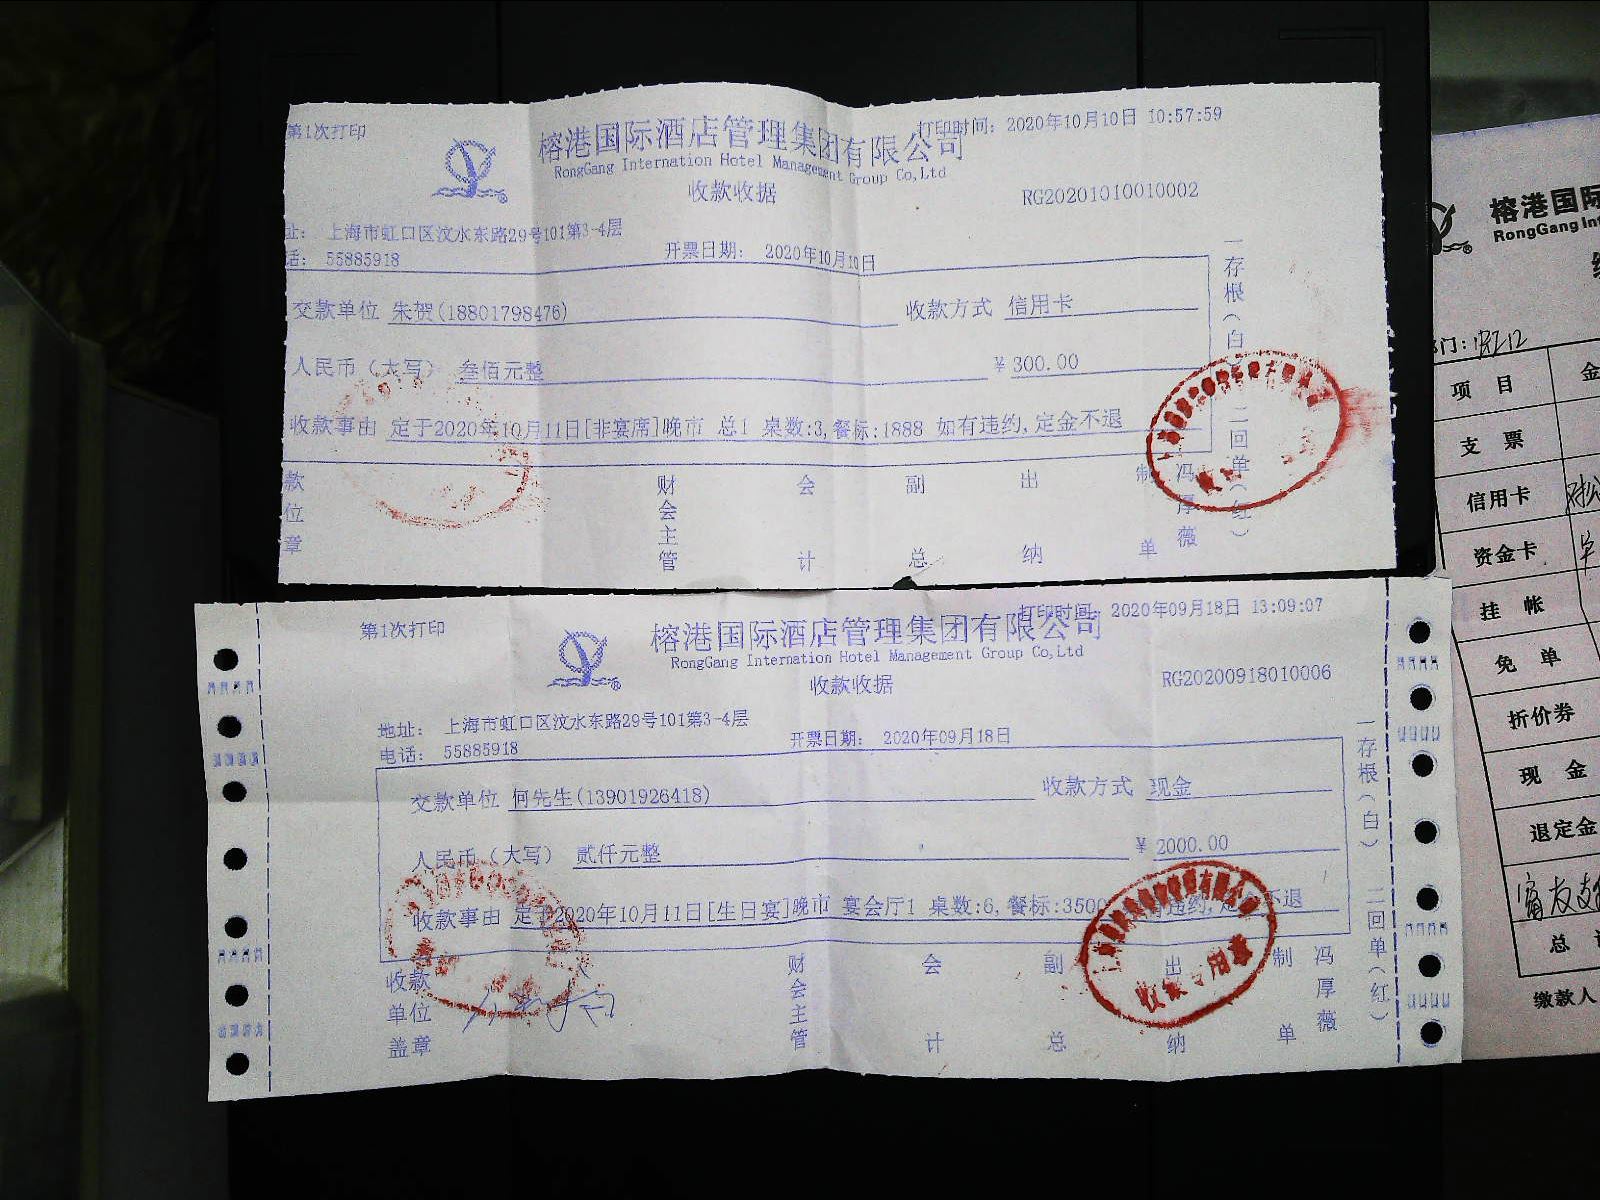 第1次打印
打印时间: 2020年10月10日 10:57:59
榕港国际酒店管理集团有限公司
RongGang Internation Hotel Management Group Co,Ltd
收款收据
RG20201010010002
址: 上海市虹口区汶水东路29号101第3-4层
话: 55885918
开票日期: 2020年10月10日
交款单位 朱贺(18801798476)
收款方式 信用卡
人民币(大写) 叁佰元整
¥ 300.00
收款事由 定于2020年10月11日[非宴席]晚市 总1 桌数:3,餐标:1888 如有违约,定金不退
款位章
财会主管
会计
副总
出纳
制单
冯厚薇
一存根(白) 二回单(红)
第1次打印
打印时间: 2020年09月18日 13:09:07
榕港国际酒店管理集团有限公司
RongGang Internation Hotel Management Group Co,Ltd
收款收据
RG20200918010006
地址: 上海市虹口区汶水东路29号101第3-4层
电话: 55885918
开票日期: 2020年09月18日
交款单位 何先生(13901926418)
收款方式 现金
人民币(大写) 贰仟元整
¥ 2000.00
收款事由 定于2020年10月11日[生日宴]晚市 宴会厅1 桌数:6,餐标:3500 违约, 不退
收款
单位
盖章
财会主管
会计
副总
出纳
制单
冯厚薇
一存根(白) 二回单(红)
收款专用章
榕港国际
RongGang In
门:
项 目
金
支 票
信用卡
资金卡
挂 帐
免 单
折价券
现 金
退定金
总
缴款人